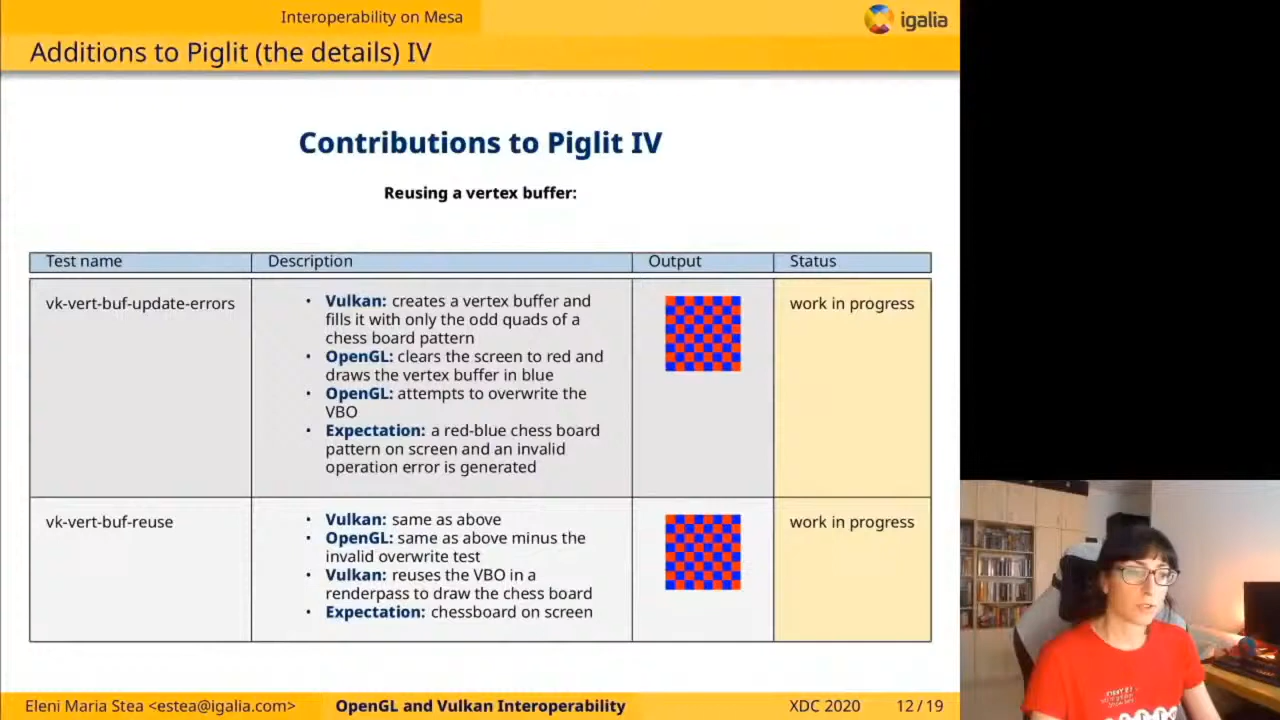 Interoperability on Mesa
igalia
Additions to Piglit (the details) IV
Contributions to Piglit IV
Reusing a vertex buffer:
Test name Description Output Status
vk-vert-buf-update-errors
• Vulkan: creates a vertex buffer and
fills it with only the odd quads of a
chess board pattern
• OpenGL: clears the screen to red and
draws the vertex buffer in blue
• OpenGL: attempts to overwrite the
VBO
• Expectation: a red-blue chess board
pattern on screen and an invalid
operation error is generated
work in progress
vk-vert-buf-reuse
• Vulkan: same as above
• OpenGL: same as above minus the
invalid overwrite test
• Vulkan: reuses the VBO in a
renderpass to draw the chess board
• Expectation: chessboard on screen
work in progress
Eleni Maria Stea <estea@igalia.com> OpenGL and Vulkan Interoperability XDC 2020 12 / 19